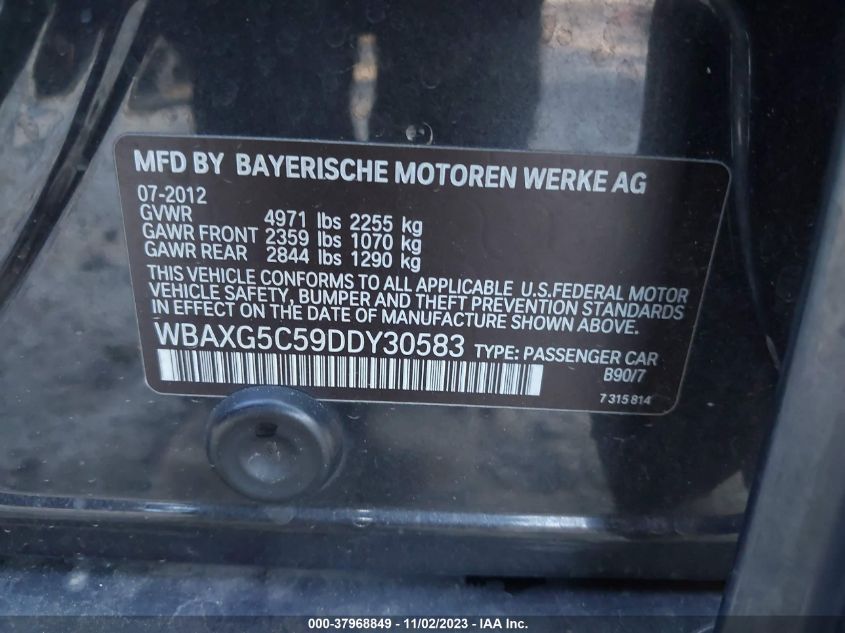 MFD BY BAYERISCHE MOTOREN WERKE AG
07-2012
GVWR 4971 lbs 2255 kg
GAWR FRONT 2359 lbs 1070 kg
GAWR REAR 2844 lbs 1290 kg
THIS VEHICLE CONFORMS TO ALL APPLICABLE U.S.FEDERAL MOTOR
VEHICLE SAFETY, BUMPER AND THEFT PREVENTION STANDARDS
IN EFFECT ON THE DATE OF MANUFACTURE SHOWN ABOVE.
WBAXG5C59DDY30583 TYPE: PASSENGER CAR
B90/7
7 315 814
000-37968849 - 11/02/2023 - IAA, Inc.